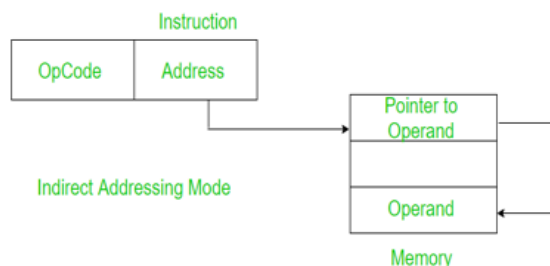 Instruction
OpCode
Address
Pointer to
Operand
Indirect Addressing Mode
Operand
Memory